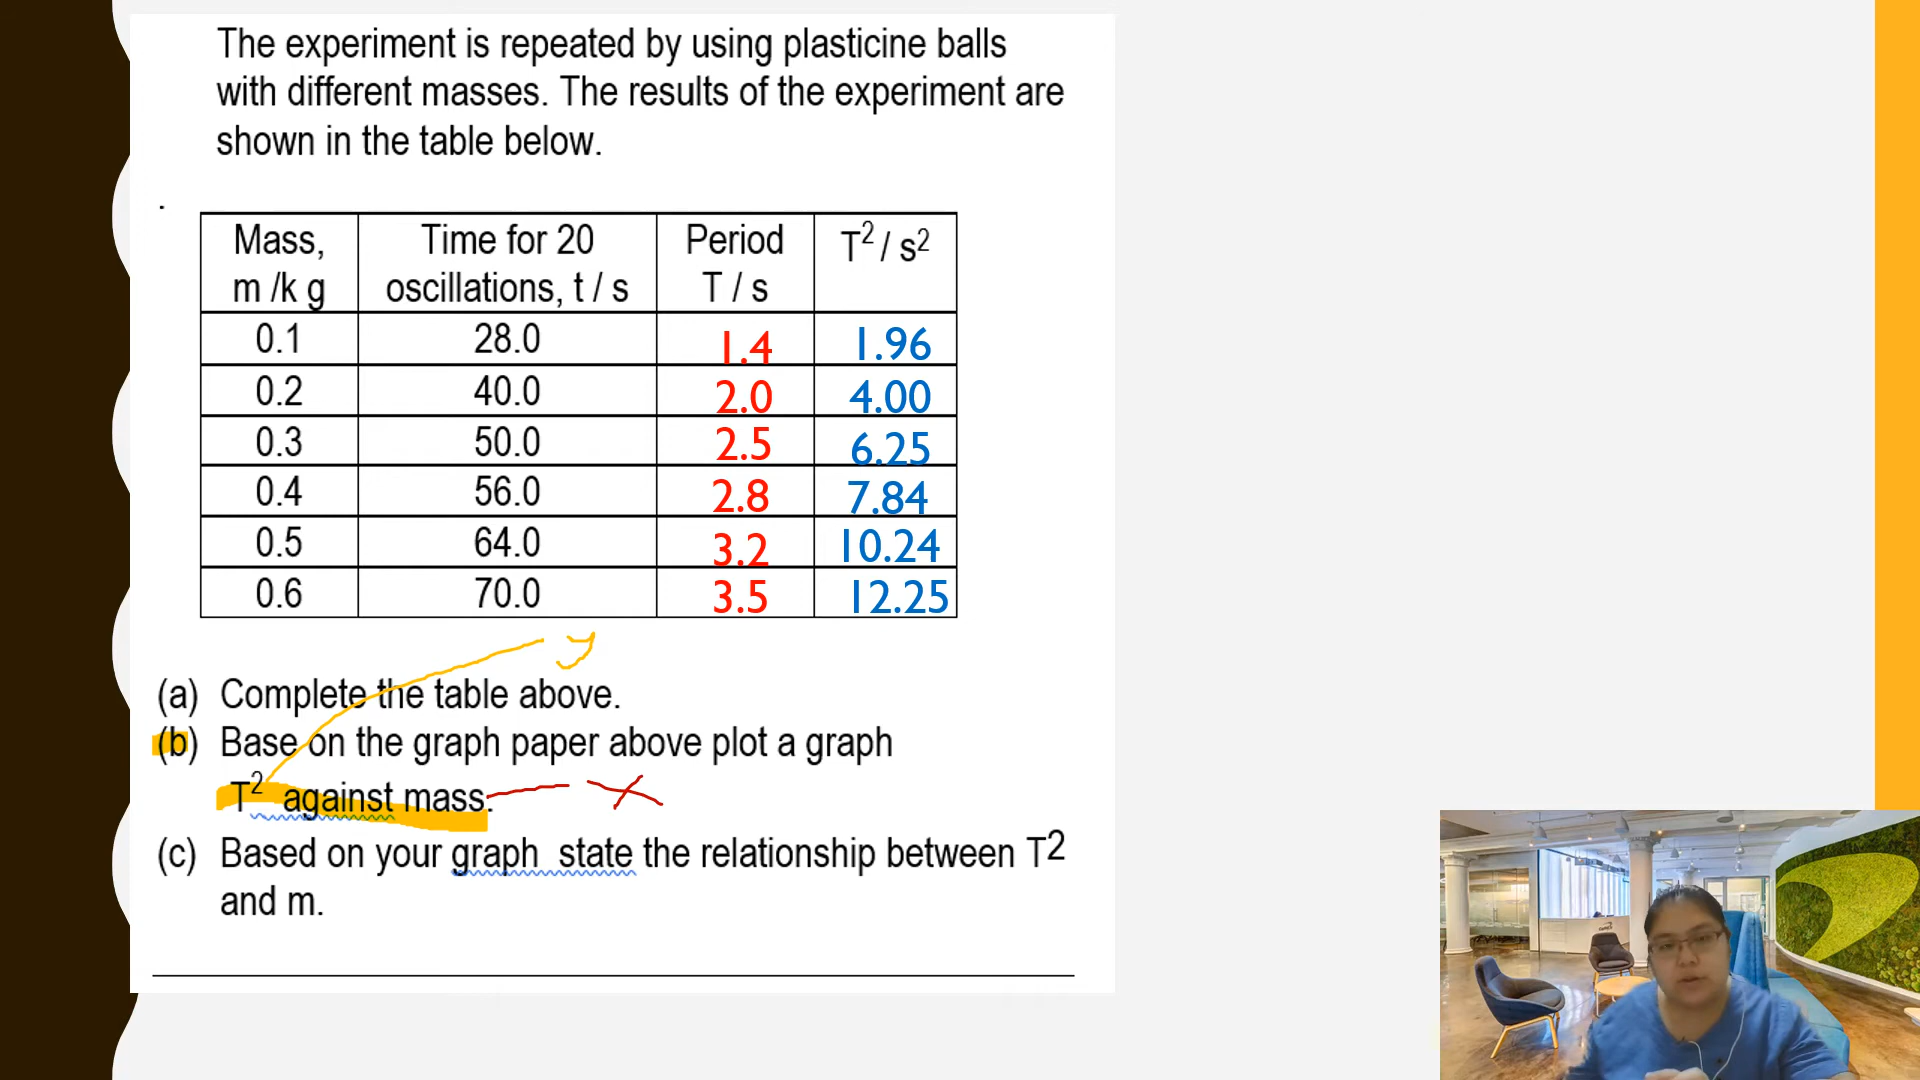 The experiment is repeated by using plasticine balls
with different masses. The results of the experiment are
shown in the table below.
.
Mass, m /k g Time for 20 oscillations, t / s Period T / s T² / s²
0.1 28.0 1.4 1.96
0.2 40.0 2.0 4.00
0.3 50.0 2.5 6.25
0.4 56.0 2.8 7.84
0.5 64.0 3.2 10.24
0.6 70.0 3.5 12.25
y
(a) Complete the table above.
(b) Base on the graph paper above plot a graph
T² against mass. x
(c) Based on your graph state the relationship between T²
and m.